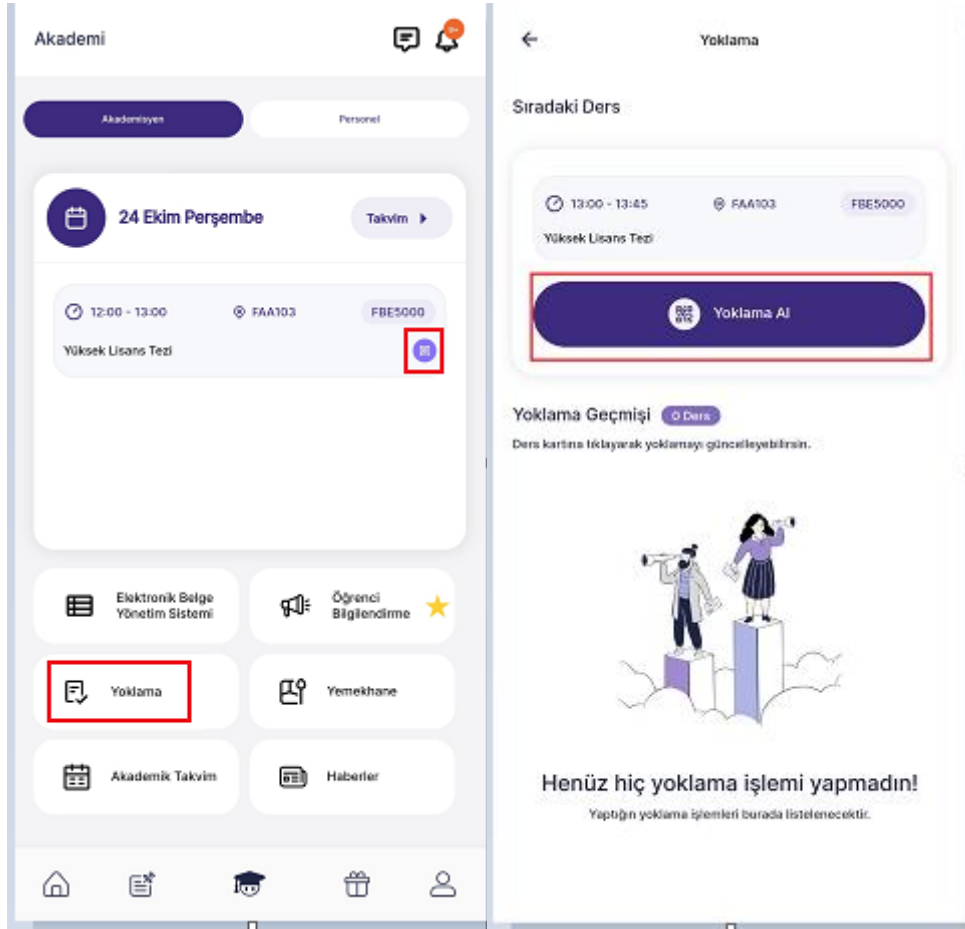 Akademi
9+
Akademisyen
Personel
24 Ekim Perşembe
Takvim
12:00 - 13:00
FAA103
FBE5000
Yüksek Lisans Tezi
Elektronik Belge
Yönetim Sistemi
Öğrenci
Bilgilendirme
Yoklama
Yemekhane
Akademik Takvim
Haberler
Yoklama
Sıradaki Ders
13:00 - 13:45
FAA103
FBE5000
Yüksek Lisans Tezi
Yoklama Al
Yoklama Geçmişi
0 Ders
Ders kartına tıklayarak yoklamayı güncelleyebilirsin.
Henüz hiç yoklama işlemi yapmadın!
Yaptığın yoklama işlemleri burada listelenecektir.